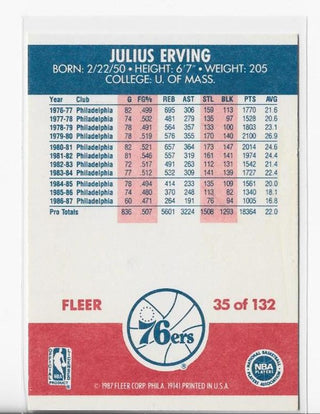 JULIUS ERVING
BORN: 2/22/50 • HEIGHT: 6'7" • WEIGHT: 205
COLLEGE: U. OF MASS.
Year Club G FG% REB AST STL BLK PTS AVG
1976-77 Philadelphia 82 .499 695 306 159 113 1770 21.6
1977-78 Philadelphia 74 .502 481 279 135 97 1528 20.6
1978-79 Philadelphia 78 .491 564 357 133 100 1803 23.1
1979-80 Philadelphia 78 .519 576 355 170 140 2100 26.9
1980-81 Philadelphia 82 .521 657 364 173 147 2014 24.6
1981-82 Philadelphia 81 .546 557 319 161 141 1974 24.4
1982-83 Philadelphia 72 .517 491 263 112 131 1542 21.4
1983-84 Philadelphia 77 .512 532 309 141 139 1727 22.4
1984-85 Philadelphia 78 .494 414 233 135 109 1561 20.0
1985-86 Philadelphia 74 .480 370 248 113 82 1340 18.1
1986-87 Philadelphia 60 .471 264 191 76 94 1005 16.8
Pro Totals 836 .507 5601 3224 1508 1293 18364 22.0
FLEER 35 of 132
76ers
NBA
PRODUCT
NATIONAL BASKETBALL
NBA
PLAYERS
PLAYERS ASSOCIATION
© 1987 FLEER CORP. PHILA. 19141 PRINTED IN U.S.A.